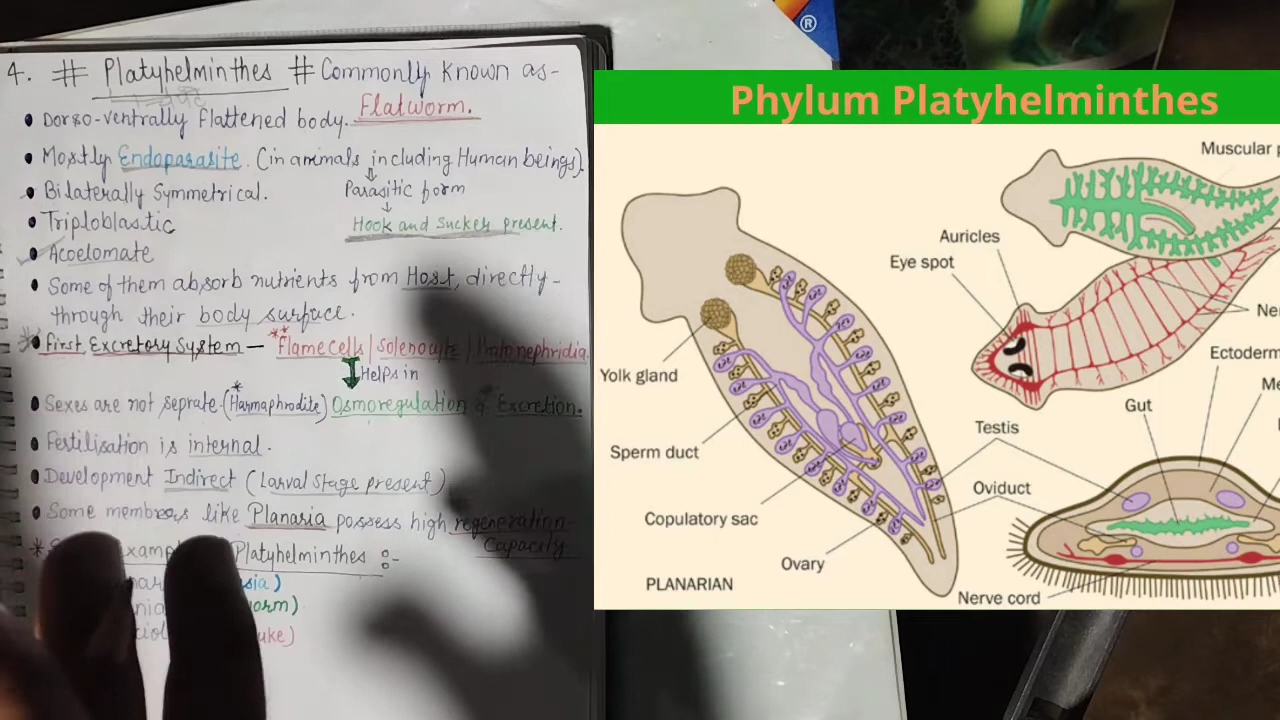 4. # Platyhelminthes # Commonly known as-
Flatworm.
• Dorso-ventrally flattened body.
• Mostly Endoparasite. (in animals including Human beings).
Parasitic form
Hook and Sucker present.
• Bilaterally Symmetrical.
• Triploblastic
Acoelomate
• Some of them absorb nutrients from Host, directly-
through their body surface.
• First Excretory System — **Flamecells / Solenocyte / Protonephridia.
Helps in
Osmoregulation & Excretion.
• Sexes are not seprate. (Harmaphrodite)
• Fertilisation is internal.
• Development Indirect (Larval Stage present)
• Some membres like Planaria possess high regeneration-
Capacity
Platyhelminthes :-
®
Phylum Platyhelminthes
Muscular
Auricles
Eye spot
Yolk gland
Sperm duct
Copulatory sac
Ovary
PLANARIAN
Testis
Oviduct
Nerve cord
Gut
Ectoderm